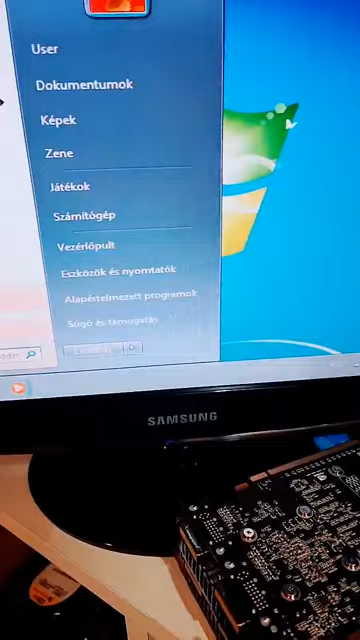 User
Dokumentumok
Képek
Zene
Játékok
Számítógép
Vezérlőpult
Eszközök és nyomtatók
Alapértelmezett programok
Súgó és támogatás
SAMSUNG